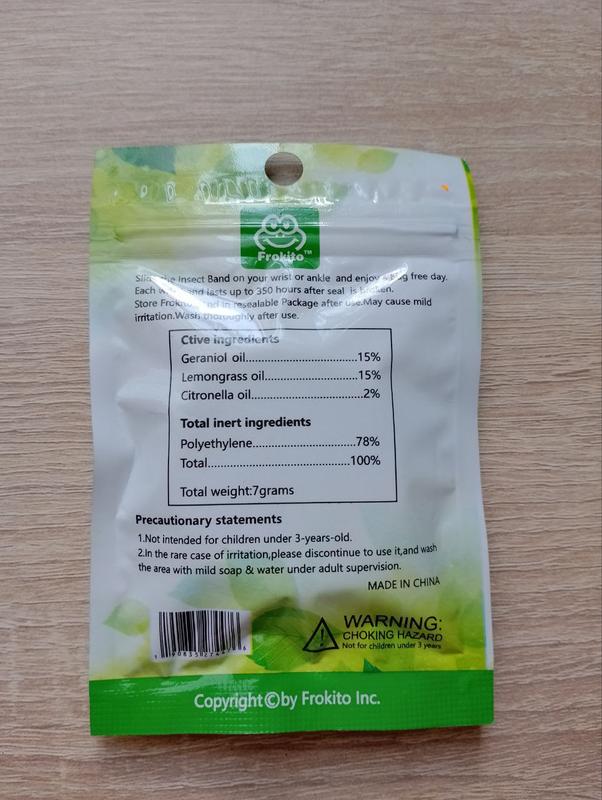 Frokito™
Slide the Insect Band on your wrist or ankle and enjoy a bug free day.
Each wristband lasts up to 350 hours after seal is broken.
Store Frokito band in resealable Package after use.May cause mild
irritation.Wash thoroughly after use.
Ctive ingredients
Geraniol oil..............................15%
Lemongrass oil.........................15%
Citronella oil..............................2%
Total inert ingredients
Polyethylene............................78%
Total......................................100%
Total weight:7grams
Precautionary statements
1.Not intended for children under 3-years-old.
2.In the rare case of irritation,please discontinue to use it,and wash
the area with mild soap & water under adult supervision.
MADE IN CHINA
WARNING:
CHOKING HAZARD
Not for children under 3 years
Copyright©by Frokito Inc.